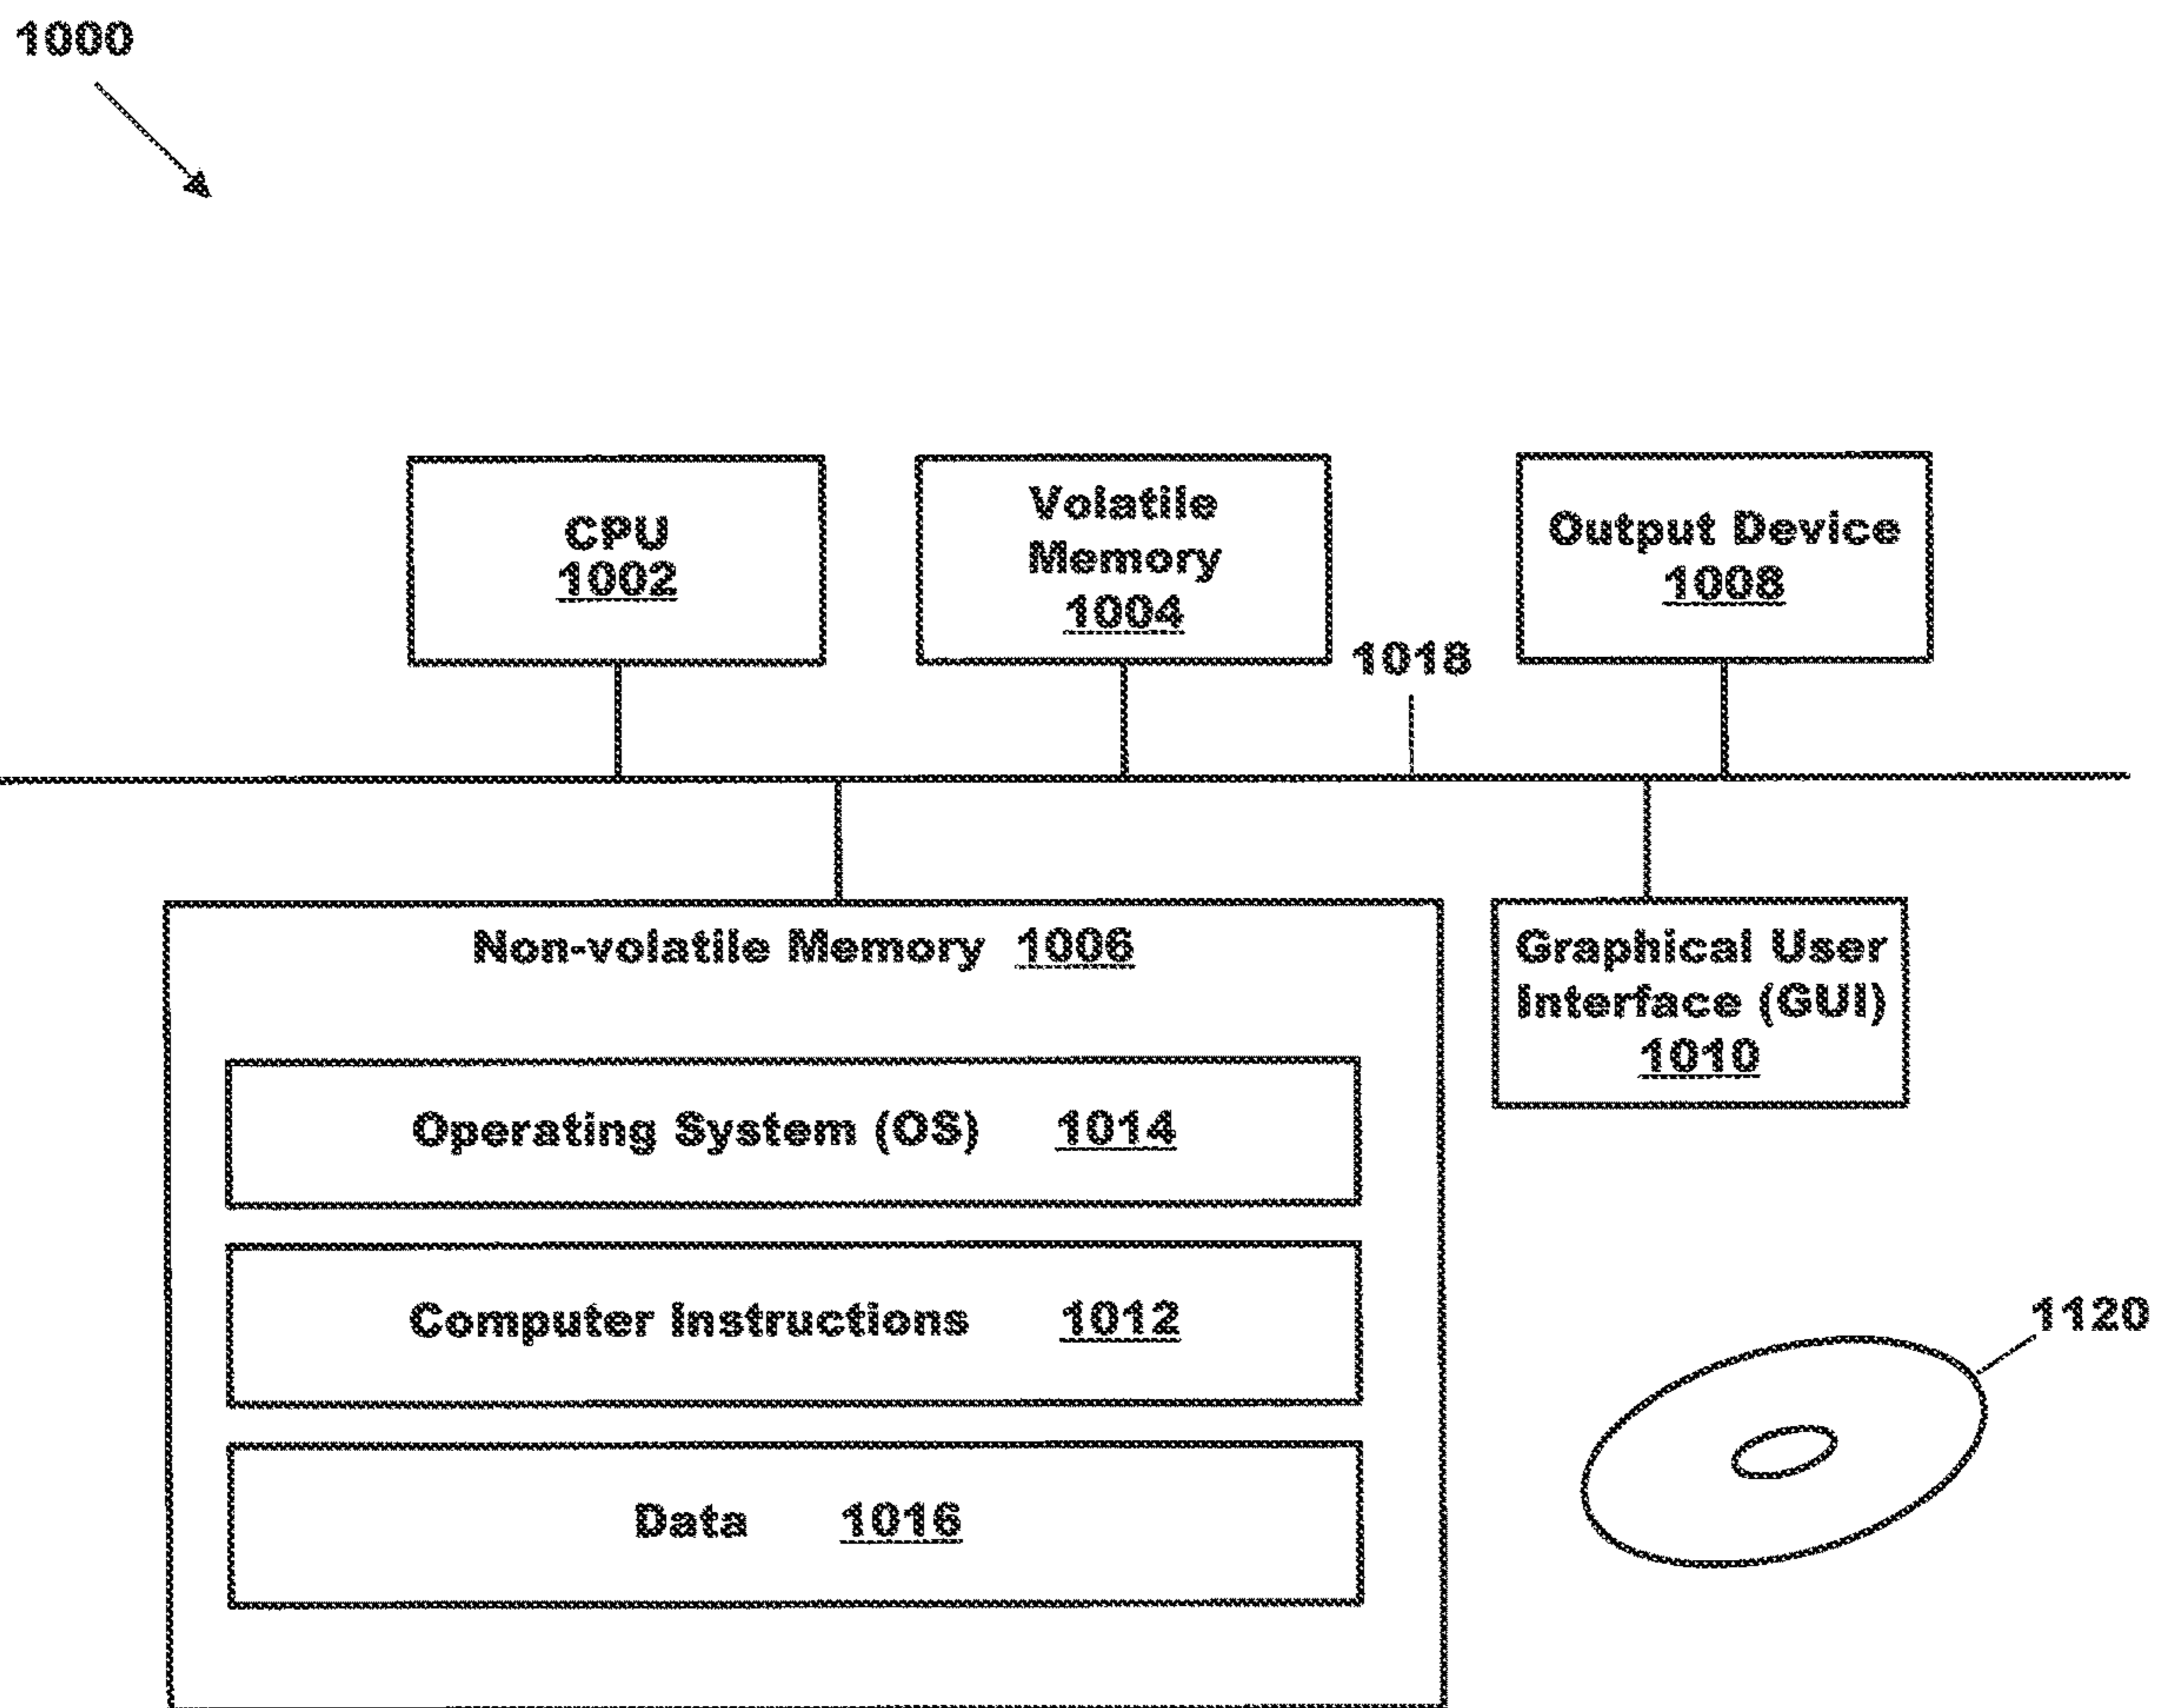 1000
CPU
1002
Volatile
Memory
1004
Output Device
1008
1018
Non-volatile Memory 1006
Graphical User
Interface (GUI)
1010
Operating System (OS) 1014
Computer Instructions 1012
1120
Data 1016